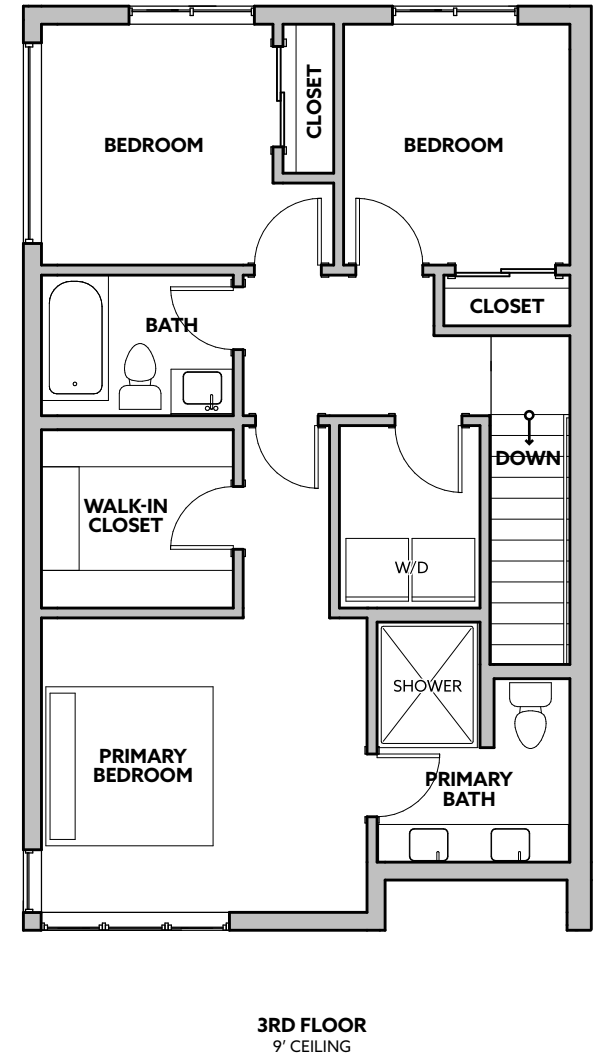 CLOSET
BEDROOM
BEDROOM
CLOSET
BATH
DOWN
WALK-IN
CLOSET
W/D
SHOWER
PRIMARY
BEDROOM
PRIMARY
BATH
3RD FLOOR
9' CEILING